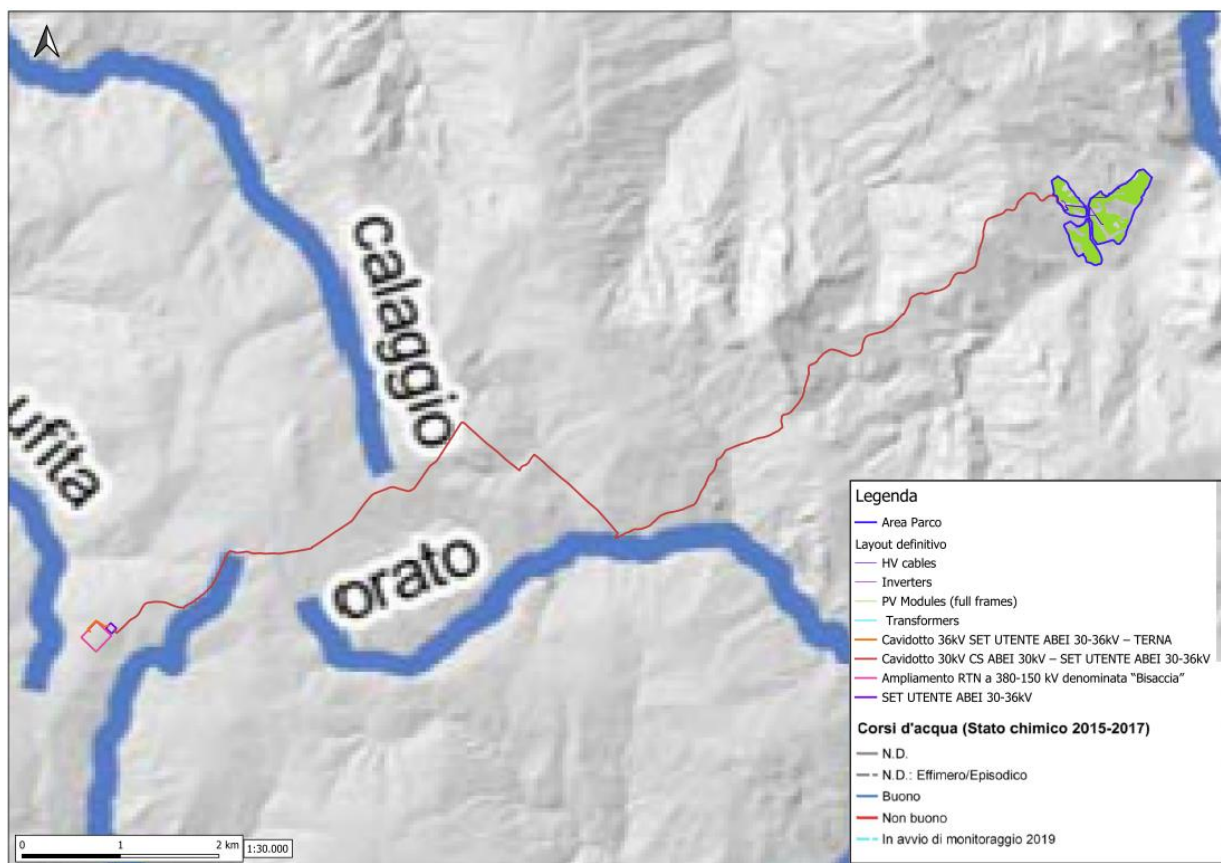 calaggio
ufita
orato
Legenda
Area Parco
Layout definitivo
HV cables
Inverters
PV Modules (full frames)
Transformers
Cavidotto 36kV SET UTENTE ABEI 30-36kV – TERNA
Cavidotto 30kV CS ABEI 30kV – SET UTENTE ABEI 30-36kV
Ampliamento RTN a 380-150 kV denominata “Bisaccia”
SET UTENTE ABEI 30-36kV
Corsi d'acqua (Stato chimico 2015-2017)
N.D.
N.D.: Effimero/Episodico
Buono
Non buono
In avvio di monitoraggio 2019
0 1 2 km
1:30.000